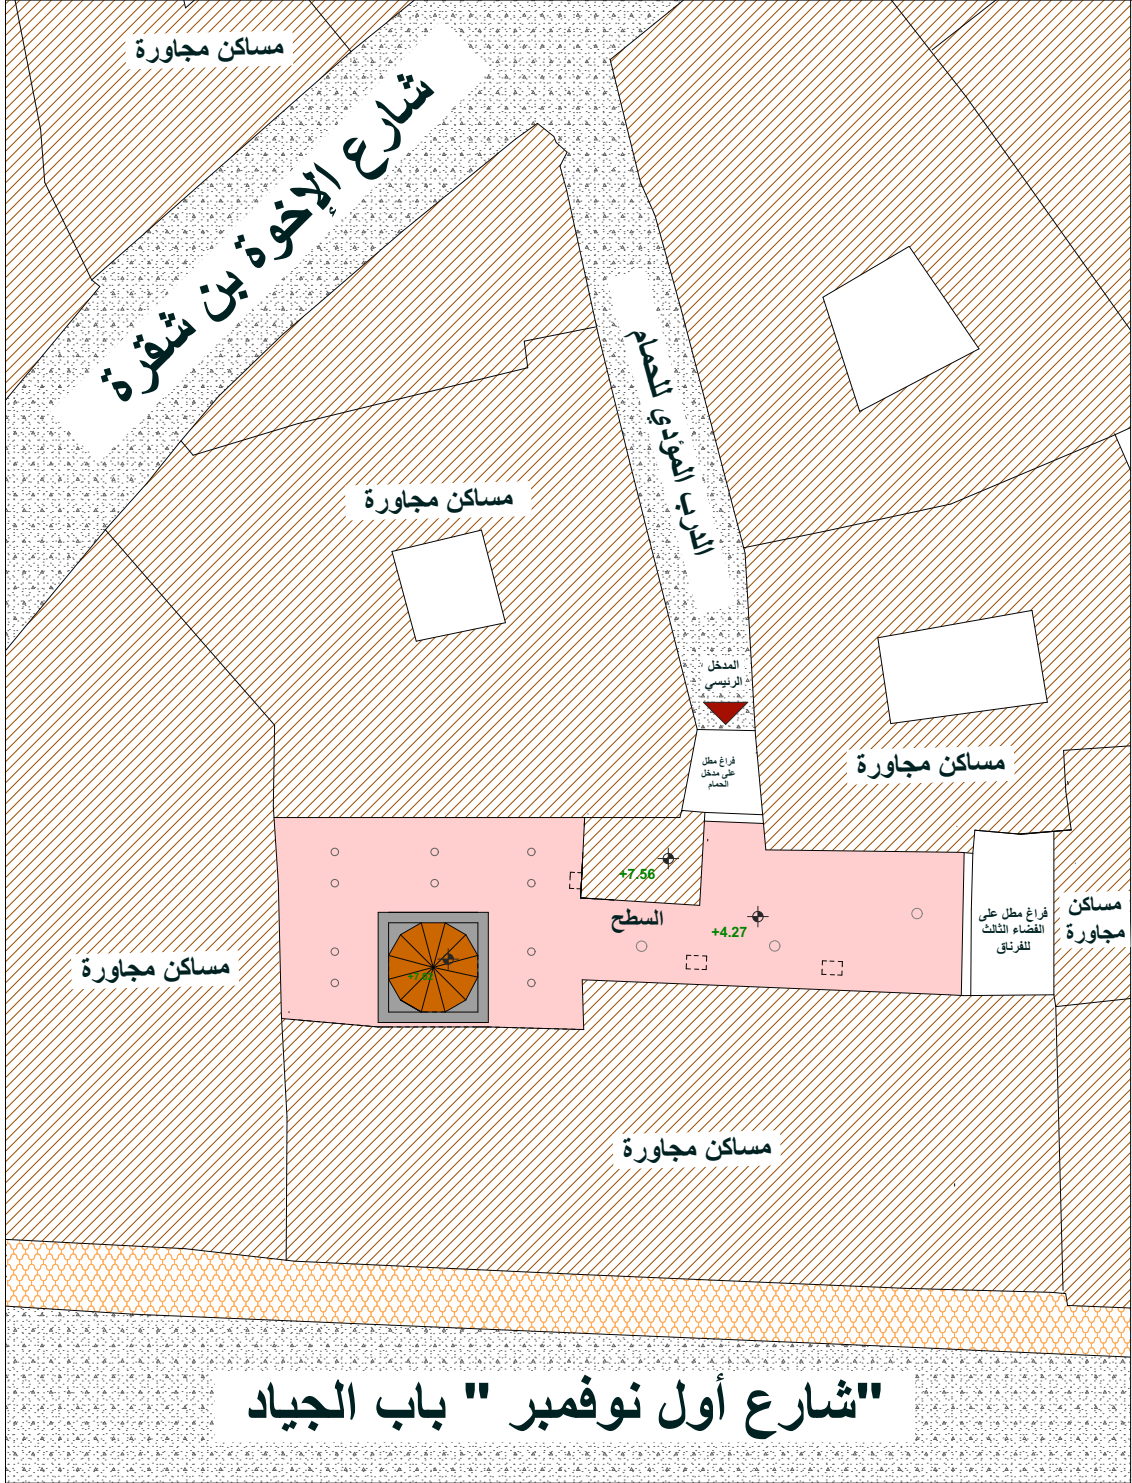 مساكن مجاورة
شارع الإخوة بن شقرة
الدرب المؤدي للحمام
مساكن مجاورة
المدخل
الرئيسي
فراغ مطل
على مدخل
الحمام
مساكن مجاورة
+7.56
السطح
+4.27
فراغ مطل على
الفضاء الثالث
للفرناق
مساكن
مجاورة
مساكن مجاورة
مساكن مجاورة
"شارع أول نوفمبر " باب الجياد